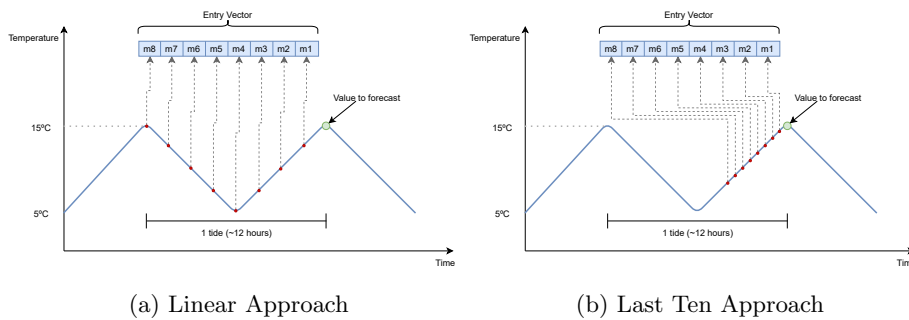 Entry Vector
Temperature
m8 m7 m6 m5 m4 m3 m2 m1
Value to forecast
15ºC
5ºC
1 tide (~12 hours)
Time
(a) Linear Approach
Entry Vector
Temperature
m8 m7 m6 m5 m4 m3 m2 m1
Value to forecast
15ºC
5ºC
1 tide (~12 hours)
Time
(b) Last Ten Approach